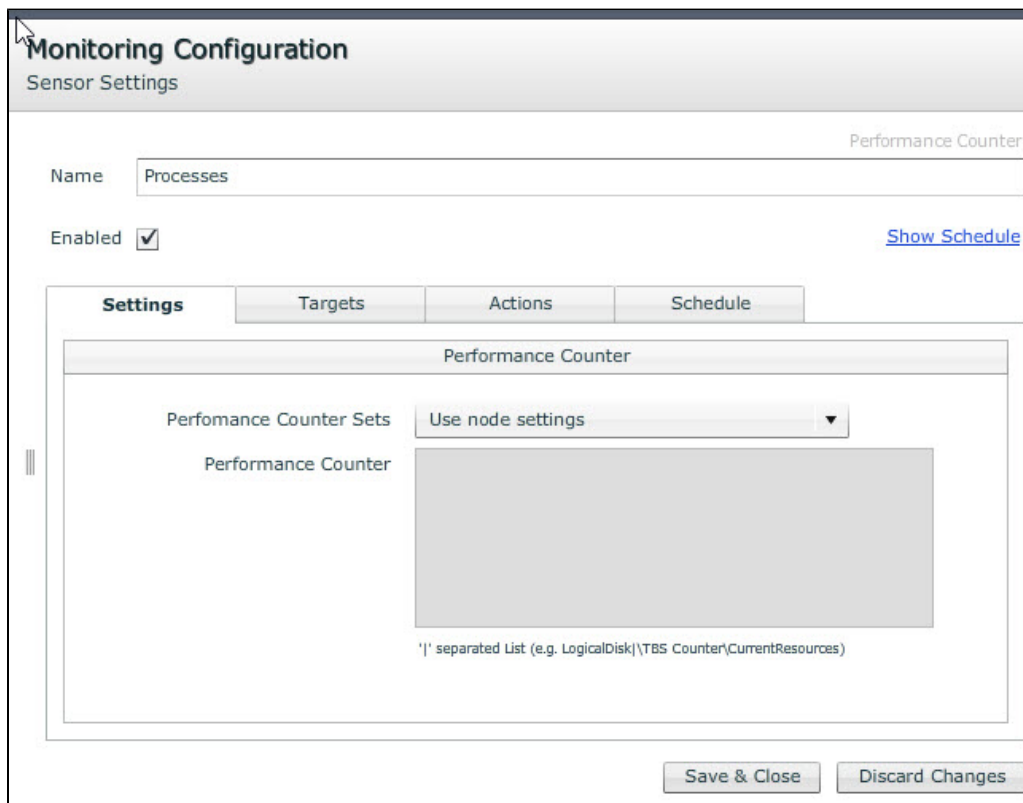 Monitoring Configuration
Sensor Settings
Performance Counter
Name Processes
Enabled
Show Schedule
Settings Targets Actions Schedule
Performance Counter
Perfomance Counter Sets Use node settings
Performance Counter
'|' separated List (e.g. LogicalDisk|\TBS Counter\CurrentResources)
Save & Close Discard Changes